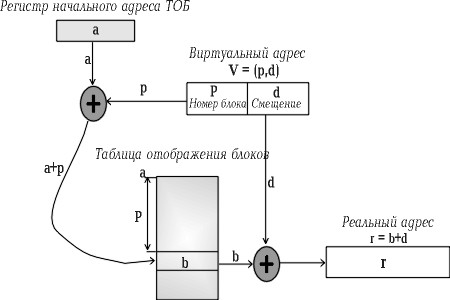 Регистр начального адреса ТОБ
a
a
Виртуальный адрес
V = (p,d)
p
P
d
Номер блока
Смещение
Таблица отображения блоков
a+p
a
d
p
Реальный адрес
r = b+d
b
b
r